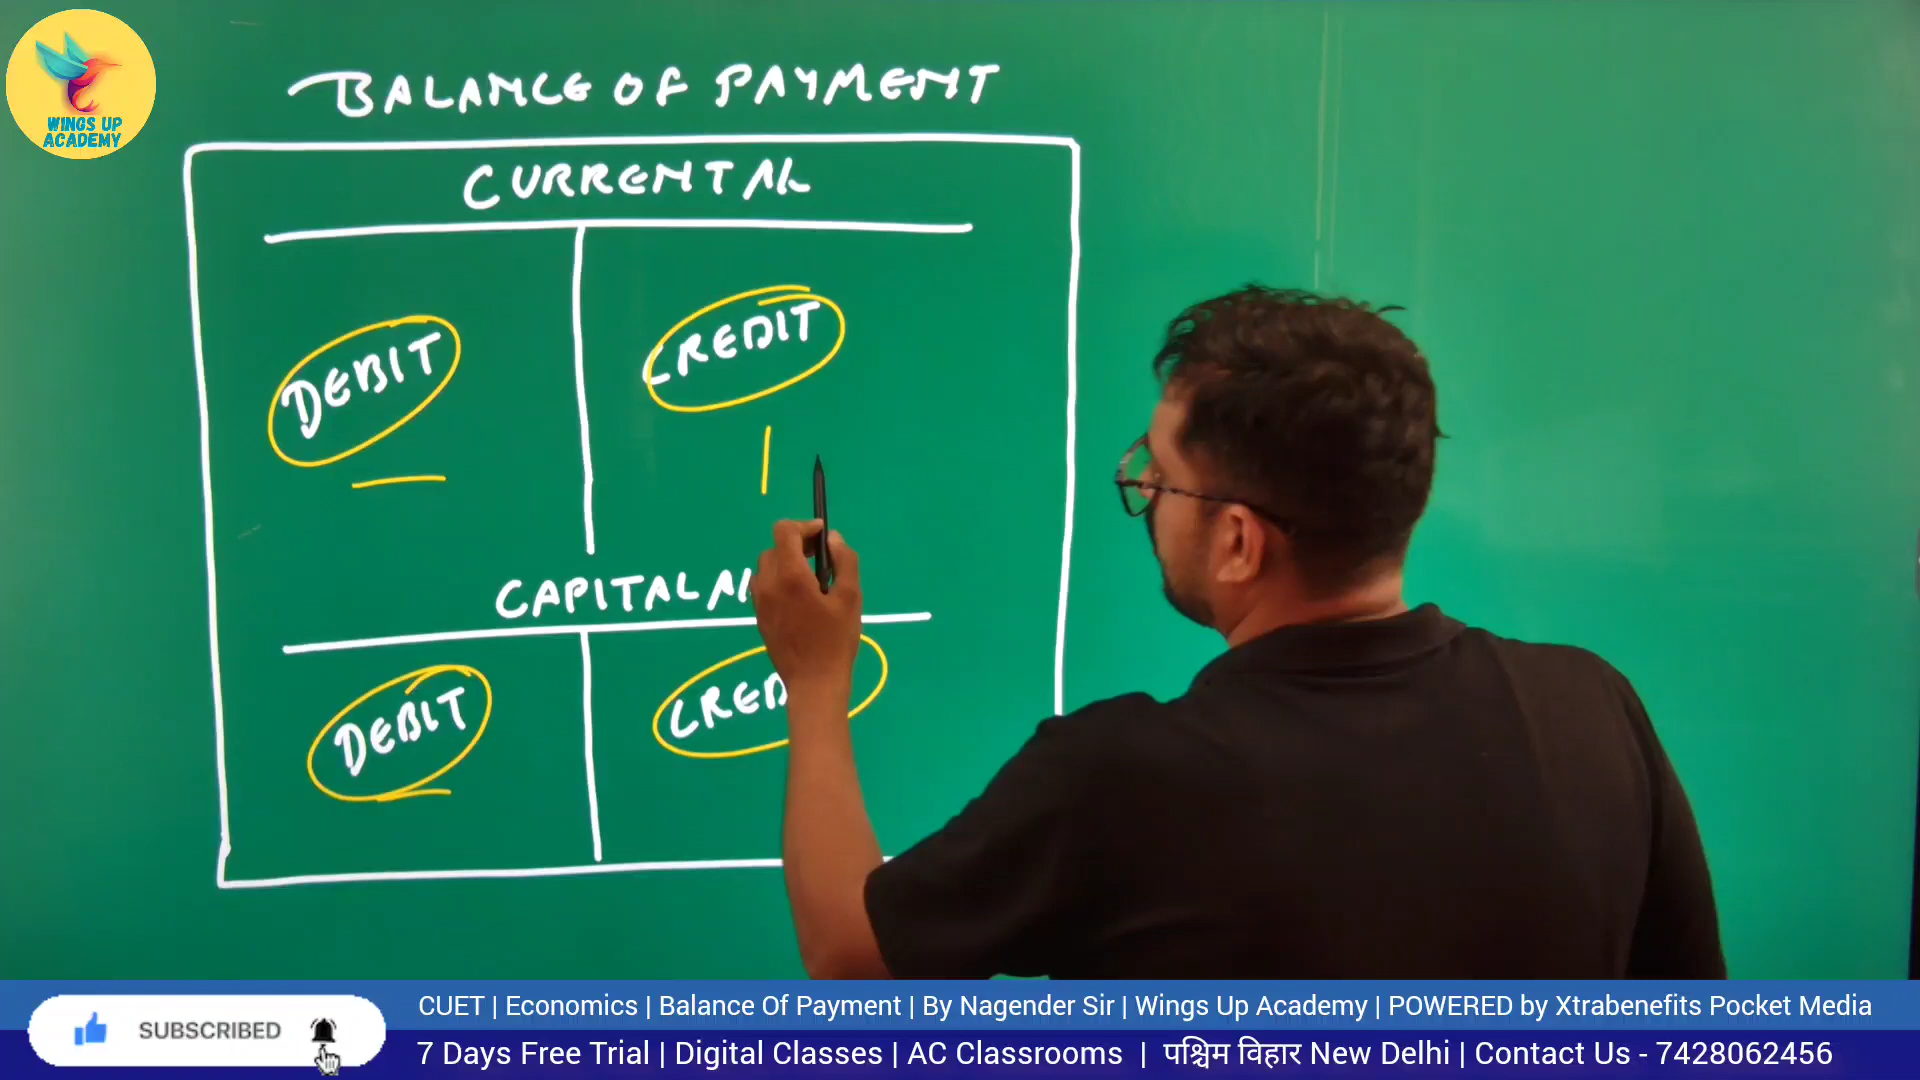 WINGS UP
ACADEMY
BALANCE OF PAYMENT
CURRENT A/c
DEBIT
CREDIT
CAPITAL
DEBIT
SUBSCRIBED
CUET | Economics | Balance Of Payment | By Nagender Sir | Wings Up Academy | POWERED by Xtrabenefits Pocket Media
7 Days Free Trial | Digital Classes | AC Classrooms | पश्चिम विहार New Delhi | Contact Us - 7428062456